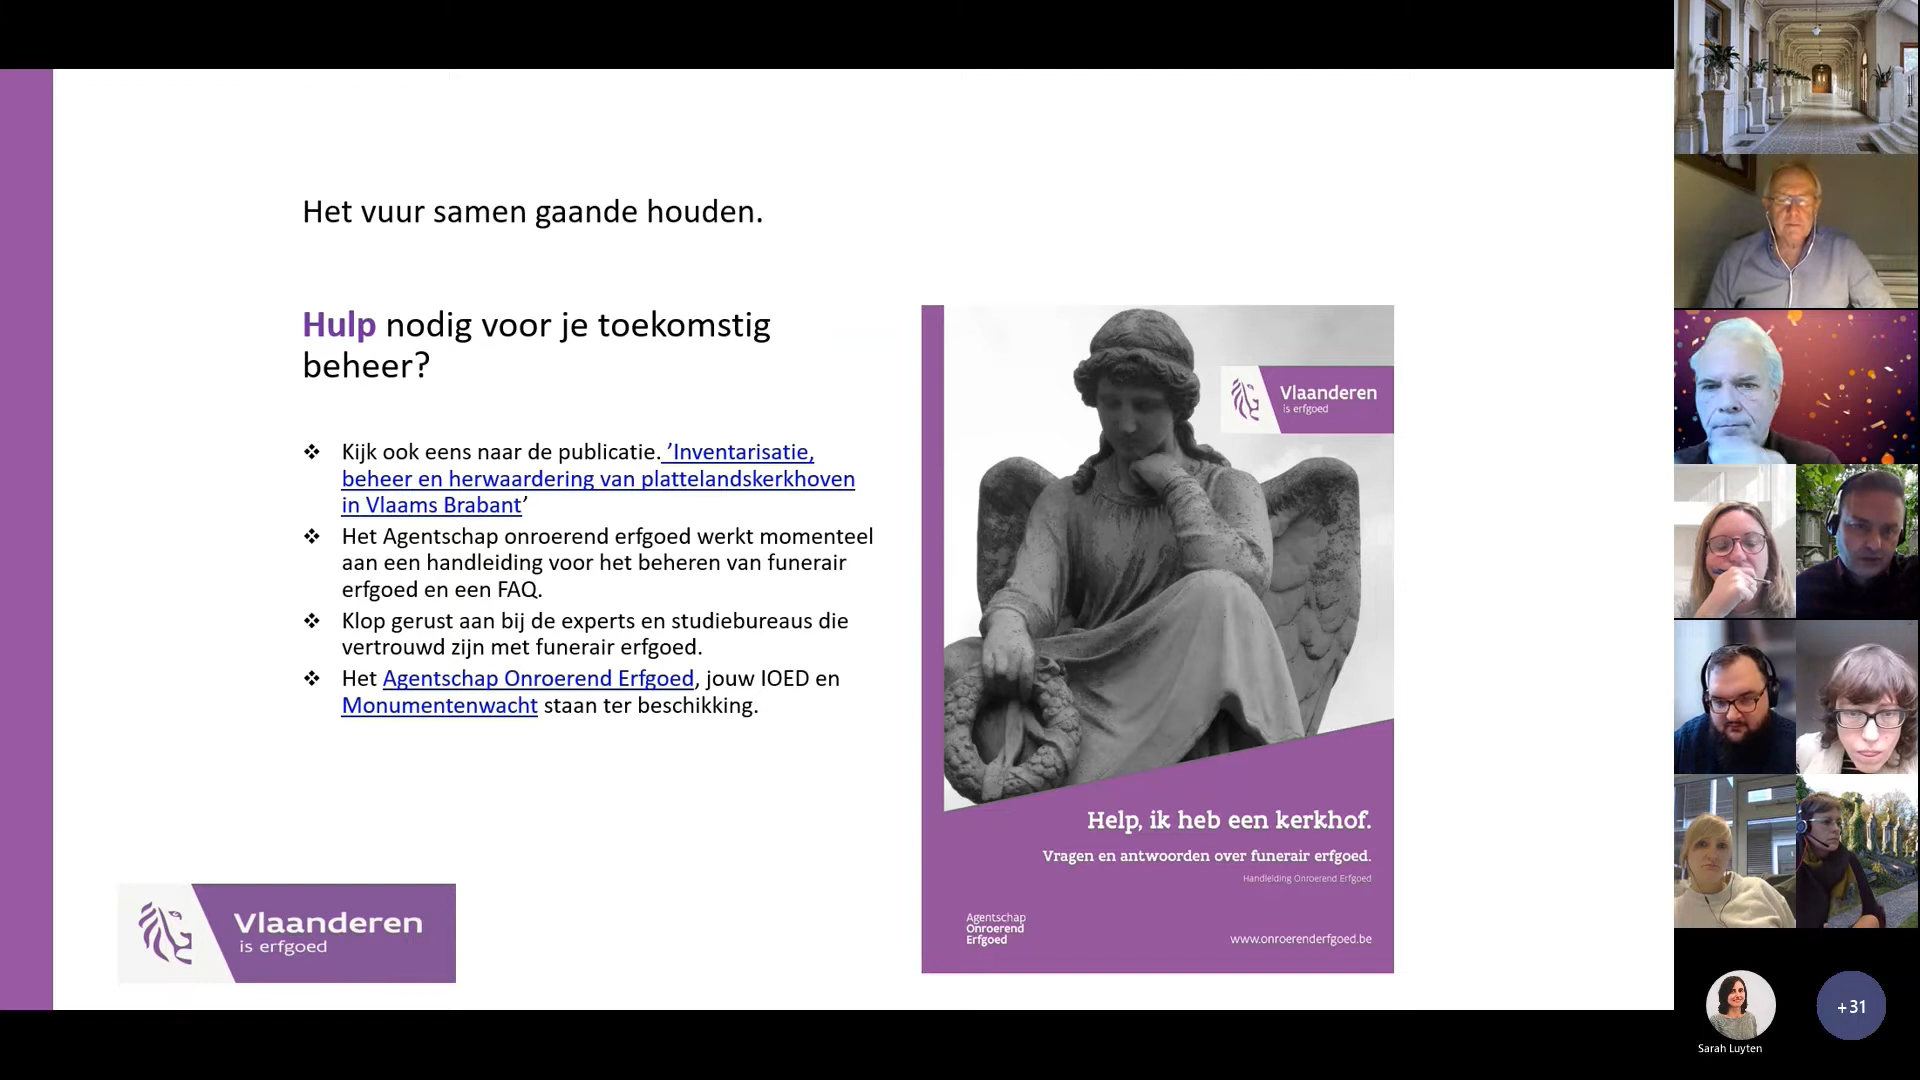 Het vuur samen gaande houden.
Hulp nodig voor je toekomstig
beheer?
❖ Kijk ook eens naar de publicatie. ’Inventarisatie,
beheer en herwaardering van plattelandskerkhoven
in Vlaams Brabant’
❖ Het Agentschap onroerend erfgoed werkt momenteel
aan een handleiding voor het beheren van funerair
erfgoed en een FAQ.
❖ Klop gerust aan bij de experts en studiebureaus die
vertrouwd zijn met funerair erfgoed.
❖ Het Agentschap Onroerend Erfgoed, jouw IOED en
Monumentenwacht staan ter beschikking.
Vlaanderen
is erfgoed
Vlaanderen
is erfgoed
Help, ik heb een kerkhof.
Vragen en antwoorden over funerair erfgoed.
Handleiding Onroerend Erfgoed
Agentschap
Onroerend
Erfgoed
www.onroerenderfgoed.be
Sarah Luyten
+31